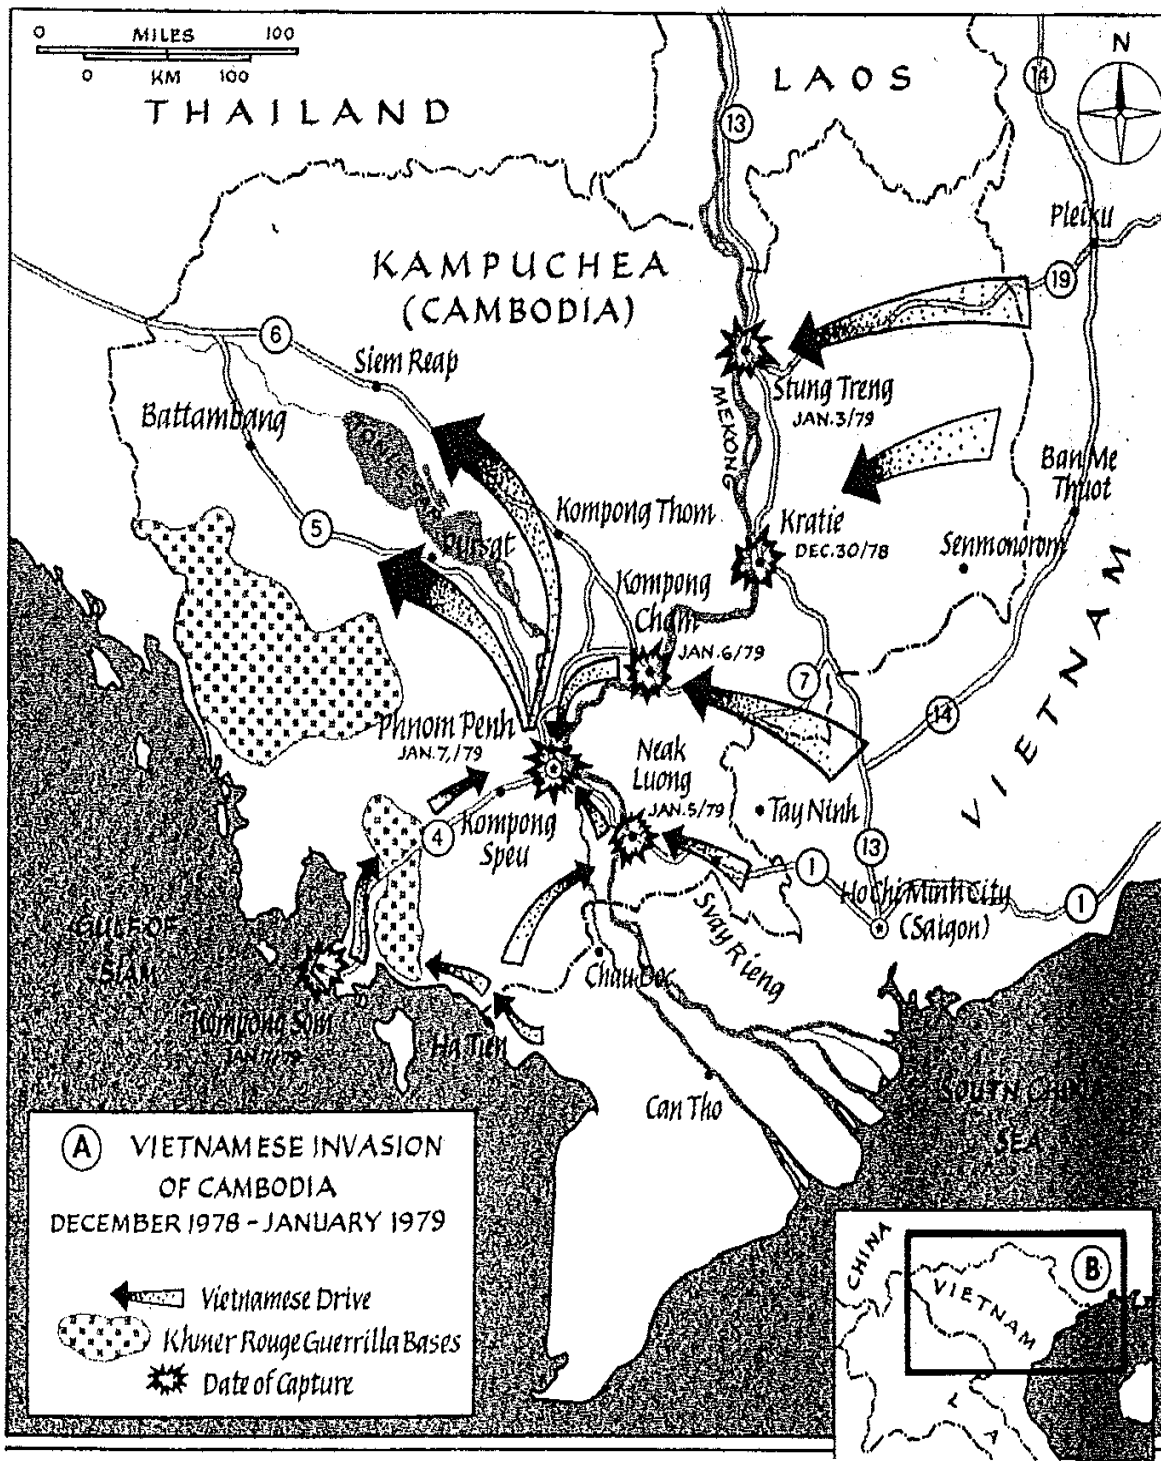 0 MILES 100
0 KM 100
THAILAND
LAOS
N
14
13
Pleiku
19
KAMPUCHEA
(CAMBODIA)
6
Siem Reap
Battambang
Stung Treng
JAN.3/79
MEKONG
Ban Me
Thuot
Kompong Thom
Kratie
DEC.30/78
Senmonorom
5
Pursat
Kompong
Cham
JAN.6/79
7
14
VIETNAM
Phnom Penh
JAN.7,/79
Neak
Luong
JAN.5/79
Tay Ninh
4
Kompong
Speu
1
13
Ho Chi Minh City
(Saigon)
1
Svay Rieng
GULF OF
SIAM
Chau Doc
Kompong Som
Ha Tien
Can Tho
SOUTH CHINA
SEA
A VIETNAMESE INVASION
OF CAMBODIA
DECEMBER 1978 - JANUARY 1979
Vietnamese Drive
Khmer Rouge Guerrilla Bases
Date of Capture
CHINA
VIETNAM
B
L
A